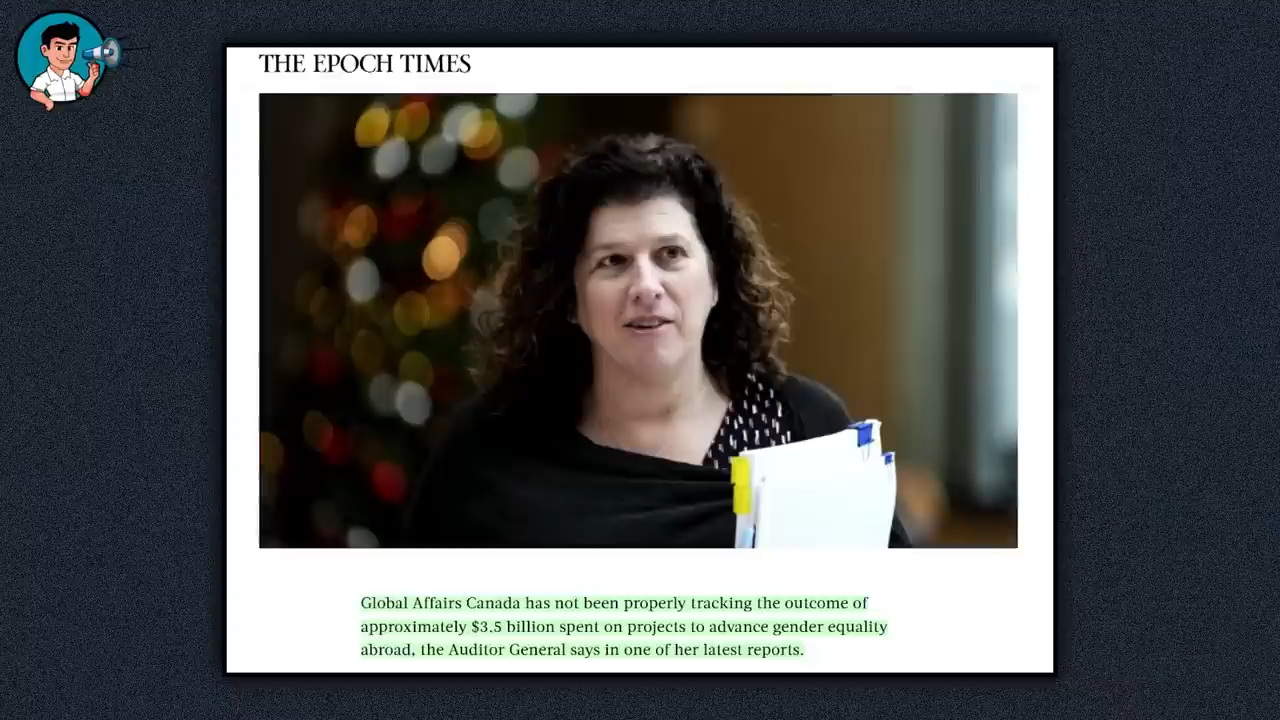 THE EPOCH TIMES
Global Affairs Canada has not been properly tracking the outcome of
approximately $3.5 billion spent on projects to advance gender equality
abroad, the Auditor General says in one of her latest reports.